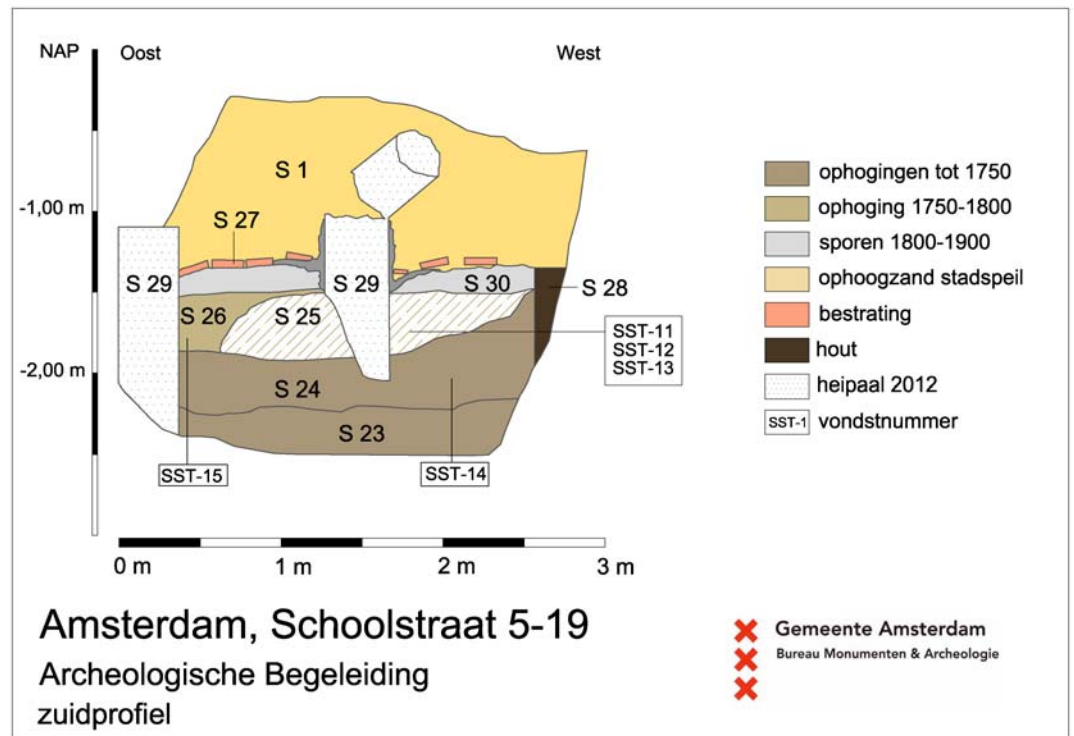 NAP
Oost
West
S 1
-1,00 m
S 27
S 29
S 29
S 30
S 28
S 26
S 25
SST-11
SST-12
SST-13
-2,00 m
S 24
S 23
SST-15
SST-14
0 m
1 m
2 m
3 m
ophogingen tot 1750
ophoging 1750-1800
sporen 1800-1900
ophoogzand stadspeil
bestrating
hout
heipaal 2012
SST-1 vondstnummer
Amsterdam, Schoolstraat 5-19
Archeologische Begeleiding
zuidprofiel
Gemeente Amsterdam
Bureau Monumenten & Archeologie